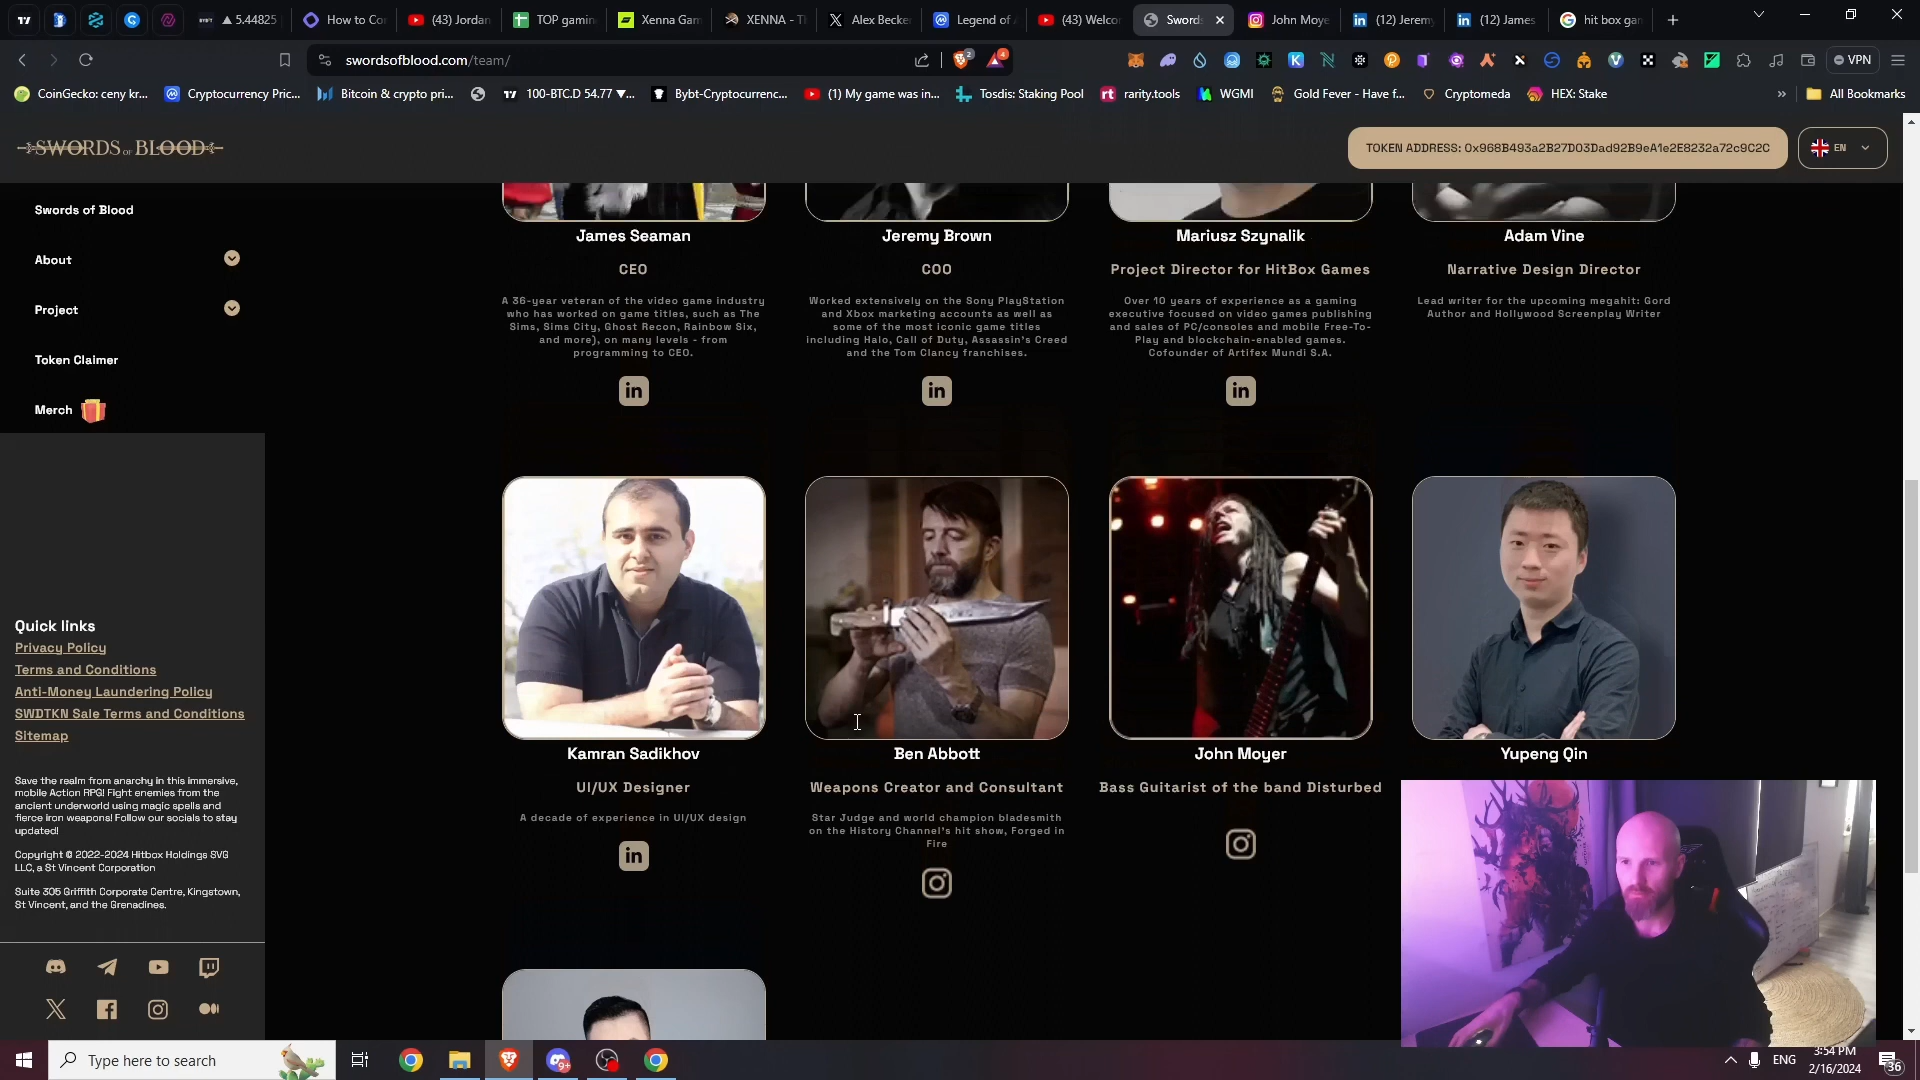 5.44825
How to Co
(43) Jordan
TOP gamin
Xenna Gam
XENNA - T
Alex Becke
Legend of
(43) Welco
Swords
John Moye
(12) Jeremy
(12) James
hit box gan
swordsofblood.com/team/
2
4
VPN
CoinGecko: ceny kr...
Cryptocurrency Pric...
Bitcoin & crypto pri...
100-BTC.D 54.77 ▼...
Bybt-Cryptocurrenc...
(1) My game was in...
Tosdis: Staking Pool
rarity.tools
WGMI
Gold Fever - Have f...
Cryptomeda
HEX: Stake
»
All Bookmarks
SWORDS OF BLOOD
TOKEN ADDRESS: 0x968B493a2B27D03Dad92B9eA1e2E8232a72c9C2C
EN
Swords of Blood
About
Project
Token Claimer
Merch
James Seaman
CEO
A 36-year veteran of the video game industry
who has worked on game titles, such as The
Sims, Sims City, Ghost Recon, Rainbow Six,
and more), on many levels - from
programming to CEO.
in
Jeremy Brown
COO
Worked extensively on the Sony PlayStation
and Xbox marketing accounts as well as
some of the most iconic game titles
including Halo, Call of Duty, Assassin's Creed
and the Tom Clancy franchises.
in
Mariusz Szynalik
Project Director for HitBox Games
Over 10 years of experience as a gaming
executive focused on video games publishing
and sales of PC/consoles and mobile Free-To-
Play and blockchain-enabled games.
Cofounder of Artifex Mundi S.A.
in
Adam Vine
Narrative Design Director
Lead writer for the upcoming megahit: Gord
Author and Hollywood Screenplay Writer
Kamran Sadikhov
UI/UX Designer
A decade of experience in UI/UX design
in
Ben Abbott
Weapons Creator and Consultant
Star Judge and world champion bladesmith
on the History Channel's hit show, Forged in
Fire
John Moyer
Bass Guitarist of the band Disturbed
Yupeng Qin
Quick links
Privacy Policy
Terms and Conditions
Anti-Money Laundering Policy
SWDTKN Sale Terms and Conditions
Sitemap
Save the realm from anarchy in this immersive,
mobile Action RPG! Fight enemies from the
ancient underworld using magic spells and
fierce iron weapons! Follow our socials to stay
updated!
Copyright © 2022-2024 Hitbox Holdings SVG
LLC, a St Vincent Corporation
Suite 305 Griffith Corporate Centre, Kingstown,
St Vincent, and the Grenadines.
Type here to search
9+
ENG
3:54 PM
2/16/2024
36